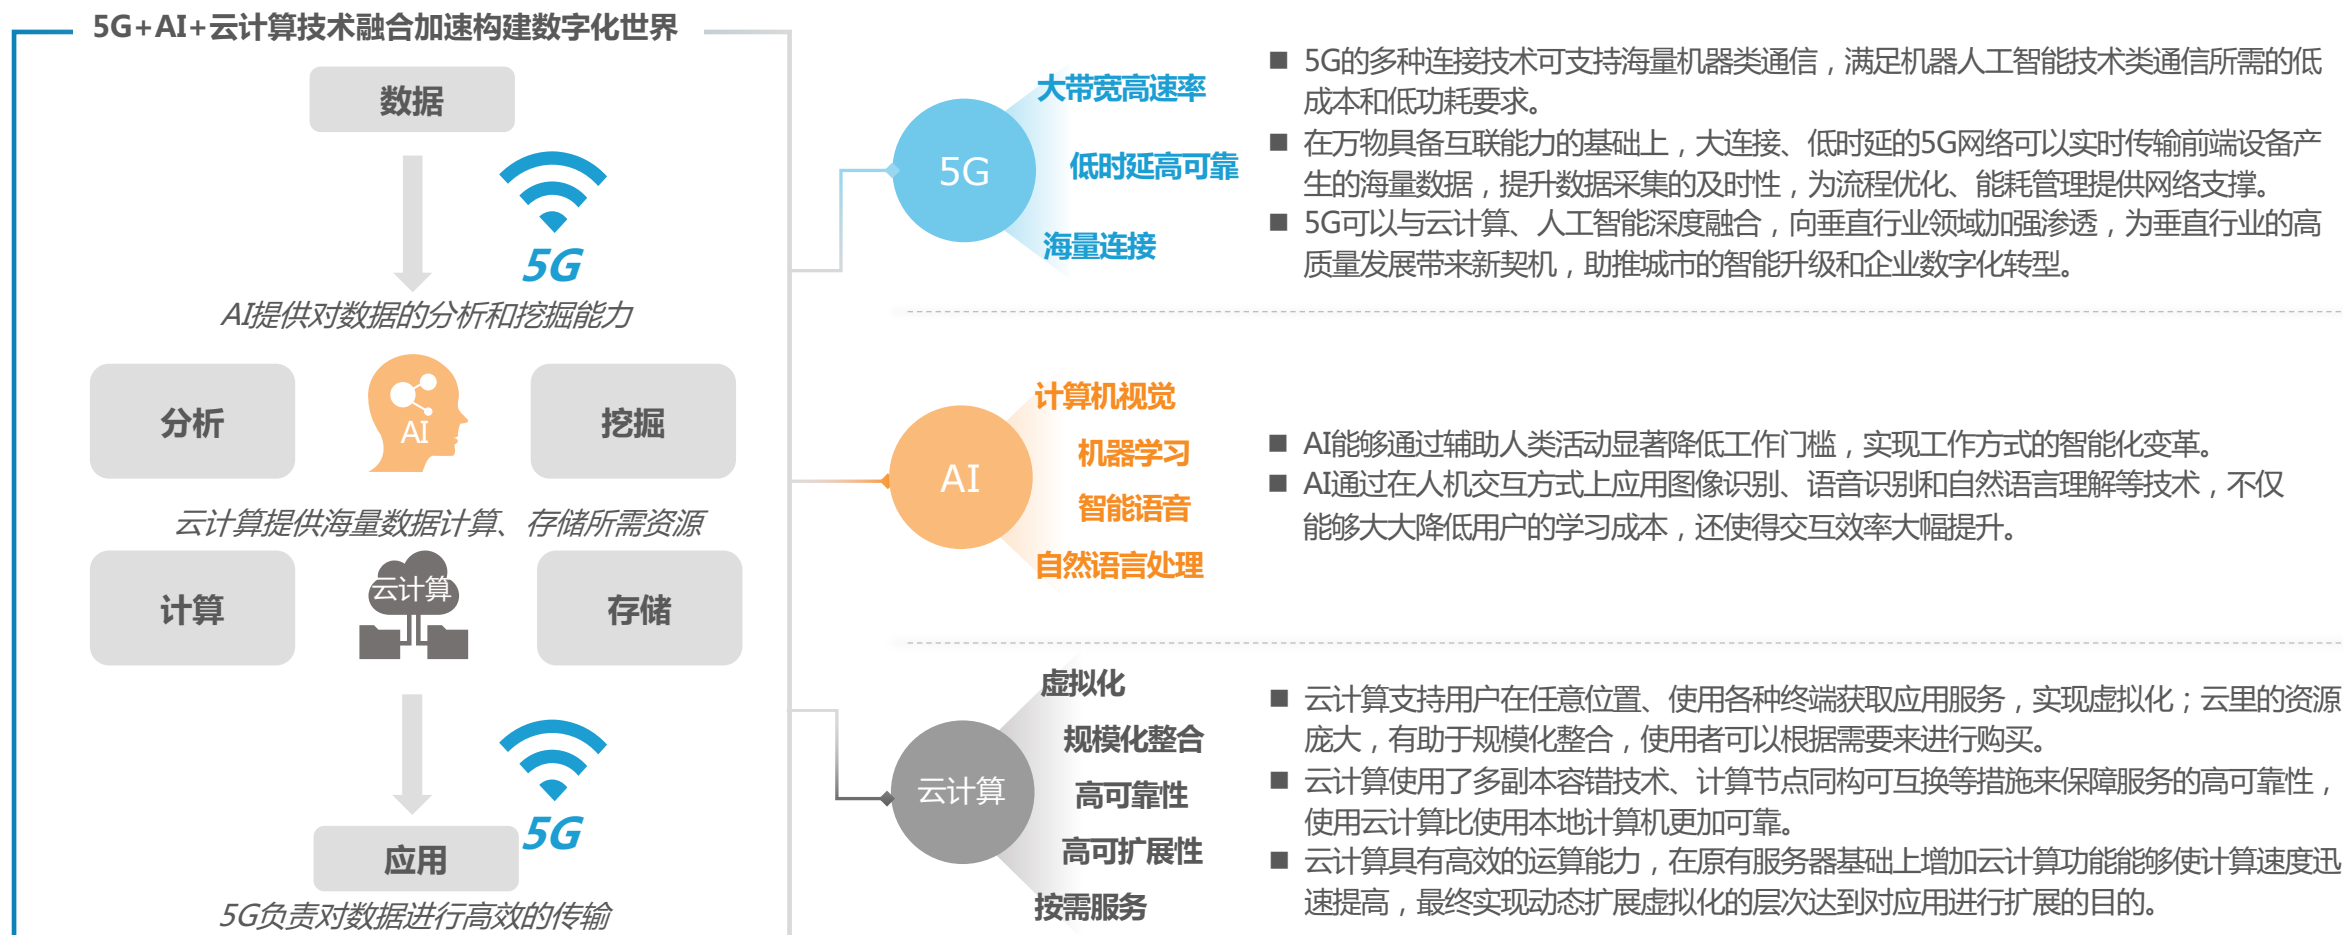 5G+AI+云计算技术融合加速构建数字化世界
数据
5G
AI提供对数据的分析和挖掘能力
分析
AI
挖掘
云计算提供海量数据计算、存储所需资源
计算
云计算
存储
5G
应用
5G负责对数据进行高效的传输
5G
大带宽高速率
低时延高可靠
海量连接
■ 5G的多种连接技术可支持海量机器类通信，满足机器人工智能技术类通信所需的低
成本和低功耗要求。
■ 在万物具备互联能力的基础上，大连接、低时延的5G网络可以实时传输前端设备产
生的海量数据，提升数据采集的及时性，为流程优化、能耗管理提供网络支撑。
■ 5G可以与云计算、人工智能深度融合，向垂直行业领域加强渗透，为垂直行业的高
质量发展带来新契机，助推城市的智能升级和企业数字化转型。
AI
计算机视觉
机器学习
智能语音
自然语言处理
■ AI能够通过辅助人类活动显著降低工作门槛，实现工作方式的智能化变革。
■ AI通过在人机交互方式上应用图像识别、语音识别和自然语言理解等技术，不仅
能够大大降低用户的学习成本，还使得交互效率大幅提升。
云计算
虚拟化
规模化整合
高可靠性
高可扩展性
按需服务
■ 云计算支持用户在任意位置、使用各种终端获取应用服务，实现虚拟化；云里的资源
庞大，有助于规模化整合，使用者可以根据需要来进行购买。
■ 云计算使用了多副本容错技术、计算节点同构可互换等措施来保障服务的高可靠性，
使用云计算比使用本地计算机更加可靠。
■ 云计算具有高效的运算能力，在原有服务器基础上增加云计算功能能够使计算速度迅
速提高，最终实现动态扩展虚拟化的层次达到对应用进行扩展的目的。